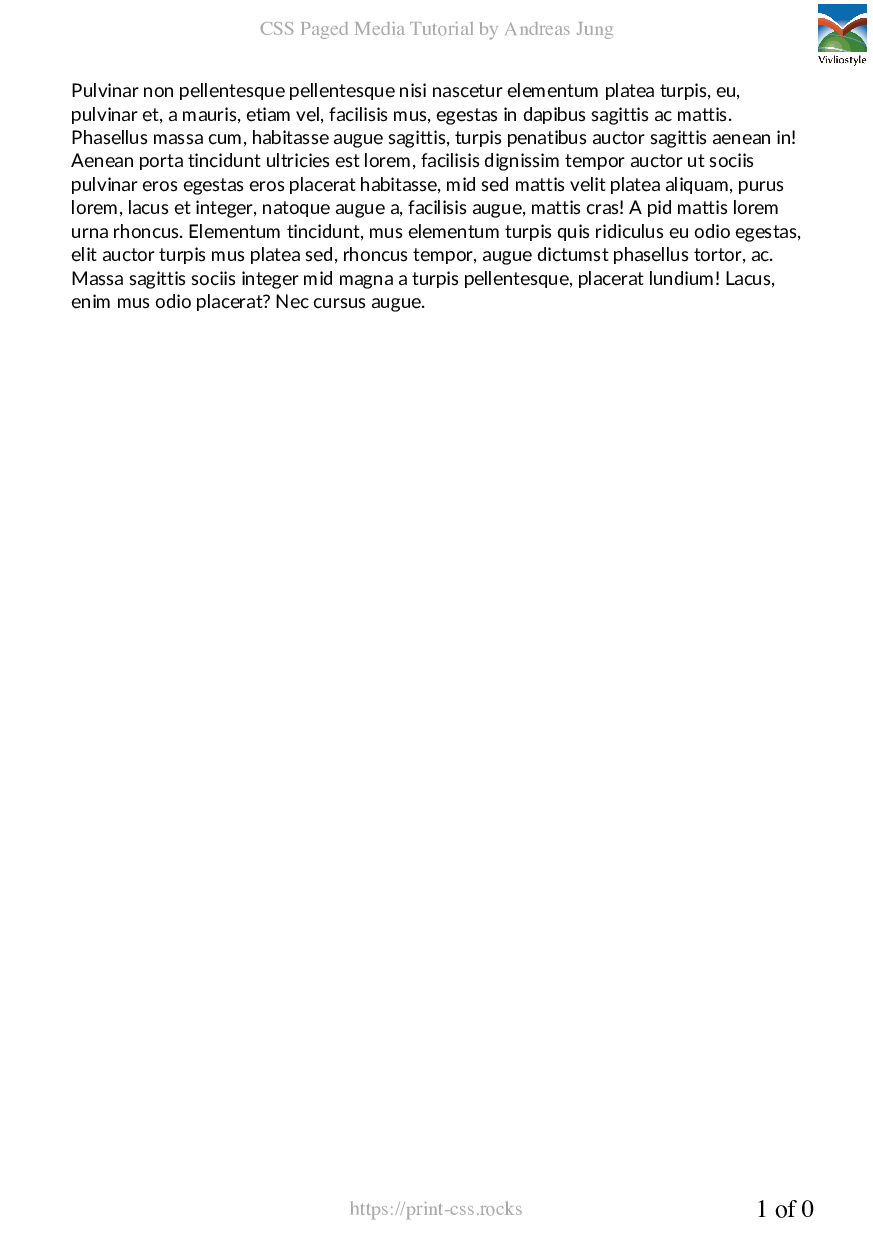 CSS Paged Media Tutorial by Andreas Jung
Vivliostyle
Pulvinar non pellentesque pellentesque nisi nascetur elementum platea turpis, eu,
pulvinar et, a mauris, etiam vel, facilisis mus, egestas in dapibus sagittis ac mattis.
Phasellus massa cum, habitasse augue sagittis, turpis penatibus auctor sagittis aenean in!
Aenean porta tincidunt ultricies est lorem, facilisis dignissim tempor auctor ut sociis
pulvinar eros egestas eros placerat habitasse, mid sed mattis velit platea aliquam, purus
lorem, lacus et integer, natoque augue a, facilisis augue, mattis cras! A pid mattis lorem
urna rhoncus. Elementum tincidunt, mus elementum turpis quis ridiculus eu odio egestas,
elit auctor turpis mus platea sed, rhoncus tempor, augue dictumst phasellus tortor, ac.
Massa sagittis sociis integer mid magna a turpis pellentesque, placerat lundium! Lacus,
enim mus odio placerat? Nec cursus augue.
https://print-css.rocks
1 of 0